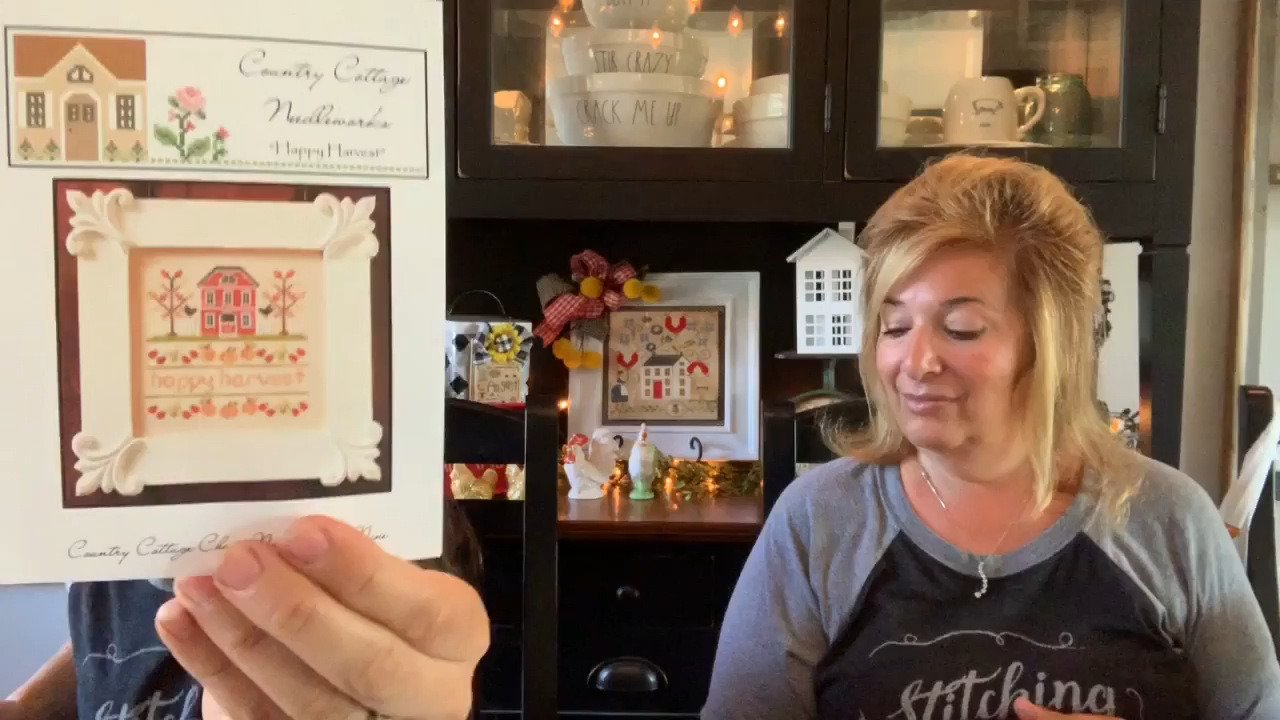 Country Cottage
Needleworks
"Happy Harvest"
happy harvest
Country Cottage
STIR CRAZY
CRACK ME UP
Stitching